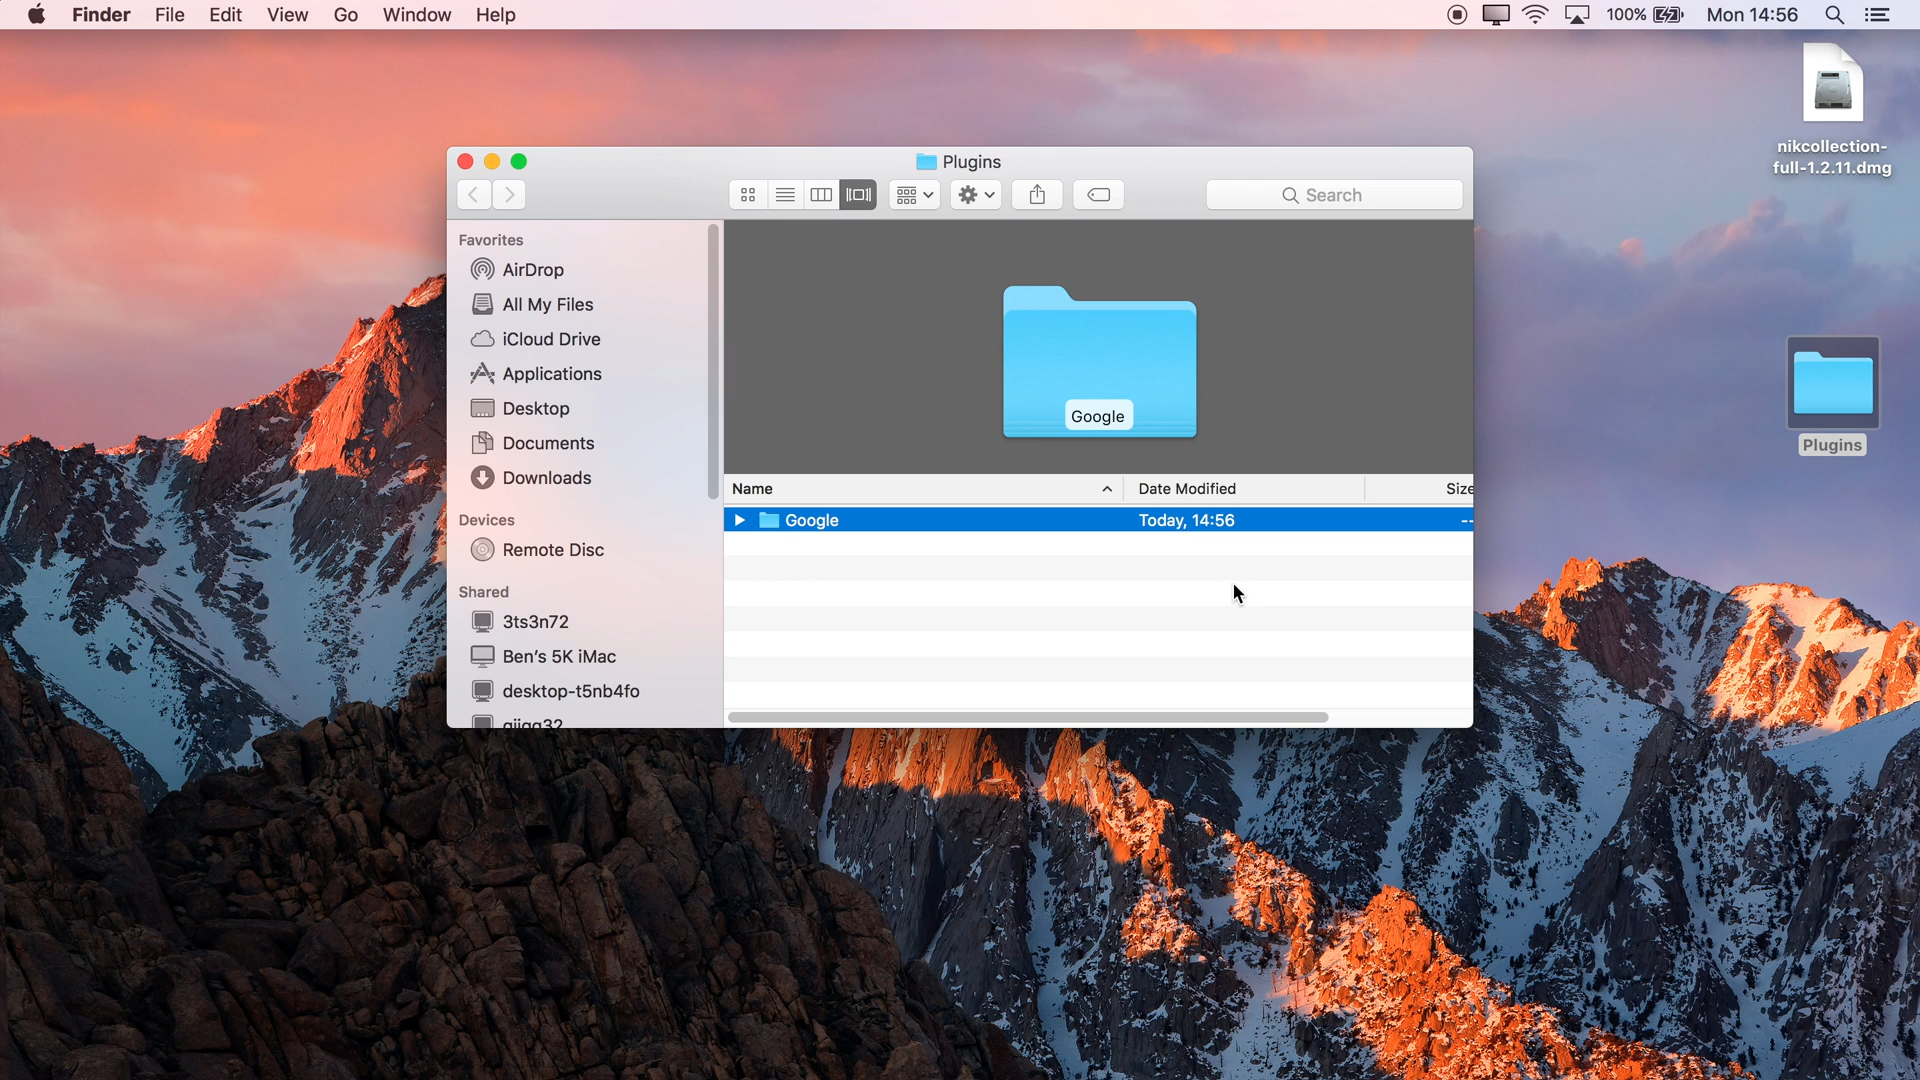 Finder File Edit View Go Window Help
100% Mon 14:56
nikcollection-
full-1.2.11.dmg
Plugins
Search
Favorites
AirDrop
All My Files
iCloud Drive
Applications
Desktop
Documents
Downloads
Devices
Remote Disc
Shared
3ts3n72
Ben's 5K iMac
desktop-t5nb4fo
Google
Name Date Modified Size
Google Today, 14:56 --
Plugins